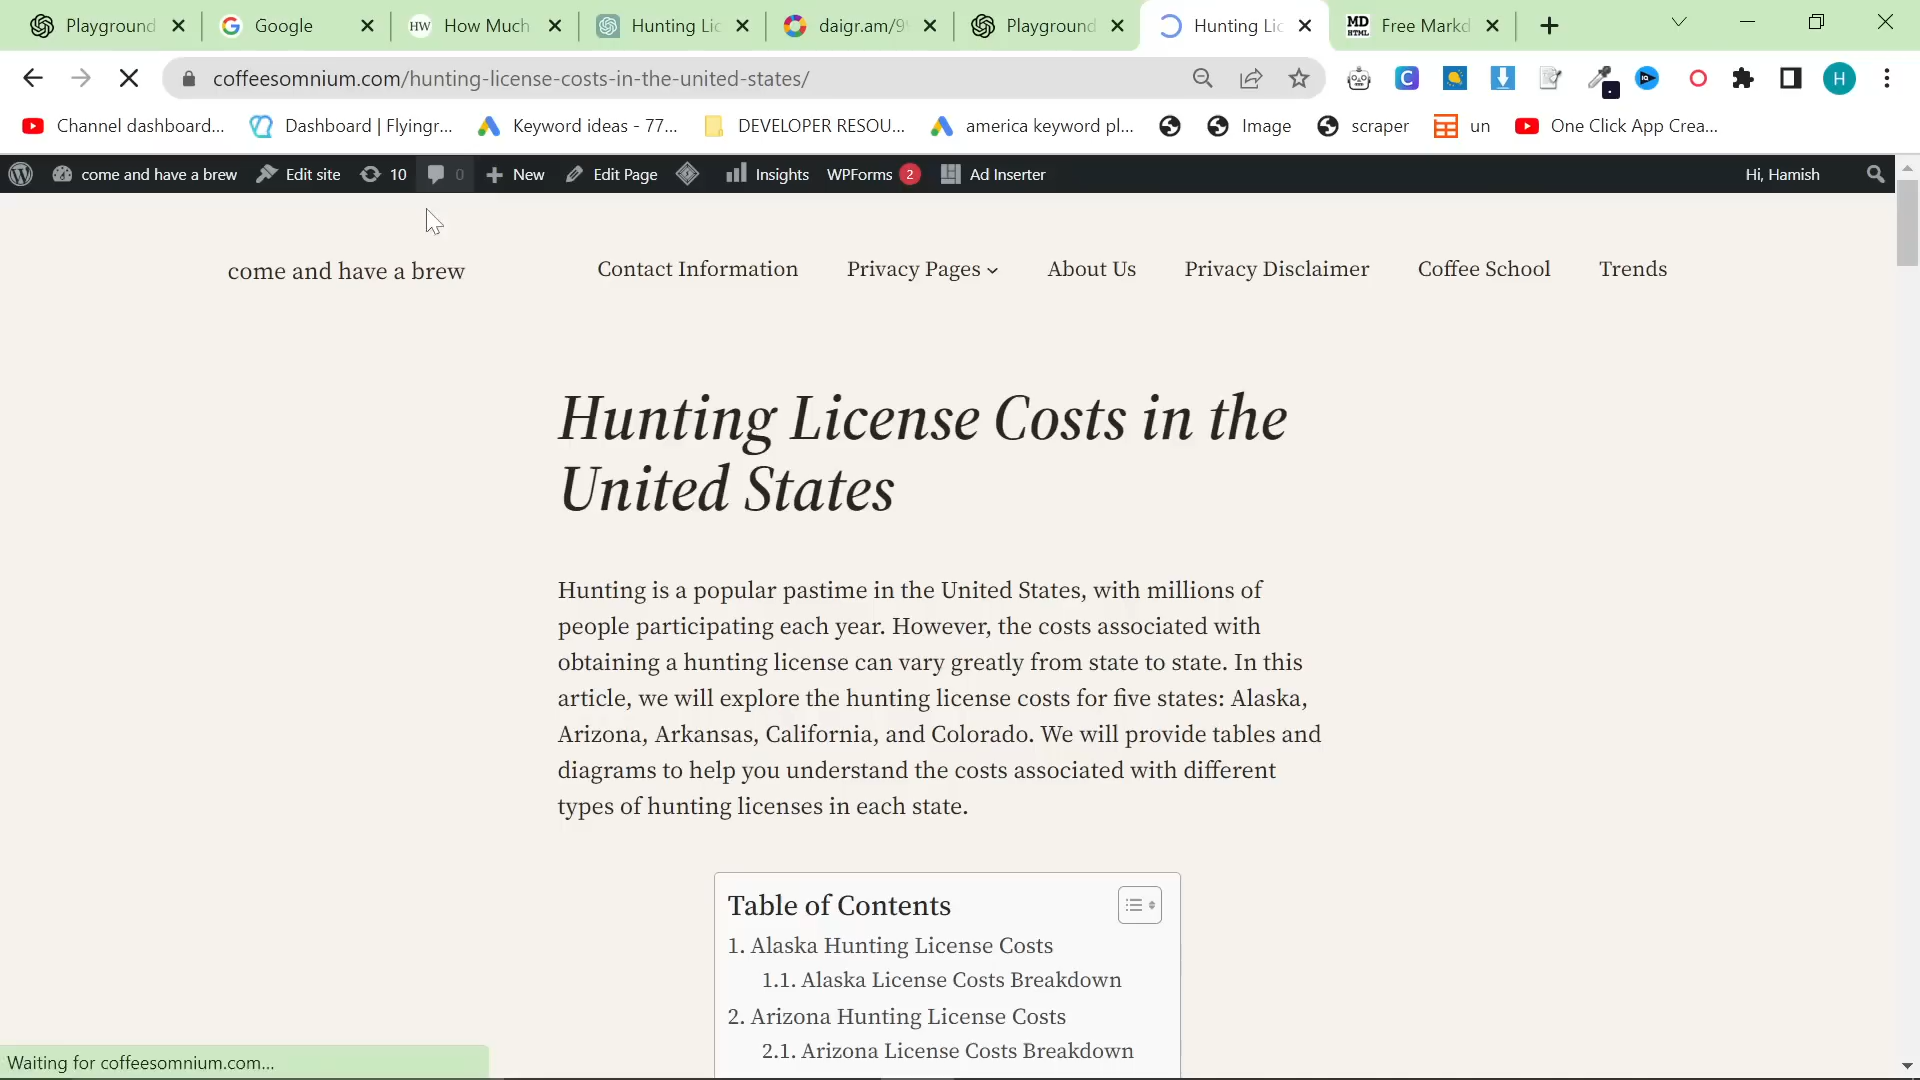 Playground
Google
How Much
Hunting Lic
daigr.am/9
Playground
Hunting Lic
MD HTML Free Markd
coffeesomnium.com/hunting-license-costs-in-the-united-states/
H
Channel dashboard...
Dashboard | Flyingr...
Keyword ideas - 77...
DEVELOPER RESOU...
america keyword pl...
Image
scraper
un
One Click App Crea...
come and have a brew
Edit site
10
0
New
Edit Page
Insights
WPForms 2
Ad Inserter
Hi, Hamish
come and have a brew
Contact Information
Privacy Pages
About Us
Privacy Disclaimer
Coffee School
Trends
Hunting License Costs in the
United States
Hunting is a popular pastime in the United States, with millions of
people participating each year. However, the costs associated with
obtaining a hunting license can vary greatly from state to state. In this
article, we will explore the hunting license costs for five states: Alaska,
Arizona, Arkansas, California, and Colorado. We will provide tables and
diagrams to help you understand the costs associated with different
types of hunting licenses in each state.
Table of Contents
1. Alaska Hunting License Costs
1.1. Alaska License Costs Breakdown
2. Arizona Hunting License Costs
2.1. Arizona License Costs Breakdown
Waiting for coffeesomnium.com...